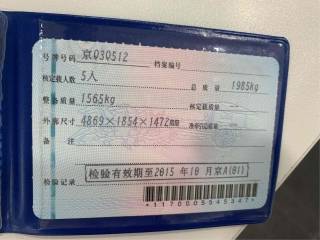 号牌号码 京Q3Q512 档案编号
核定载人数 5人 总质量 1985kg
整备质量 1565kg 核定载质量
外廓尺寸 4869×1854×1472mm 准牵引总质量
备注
检验记录 检验有效期至2015年10月京A(01)
*1170005545347*